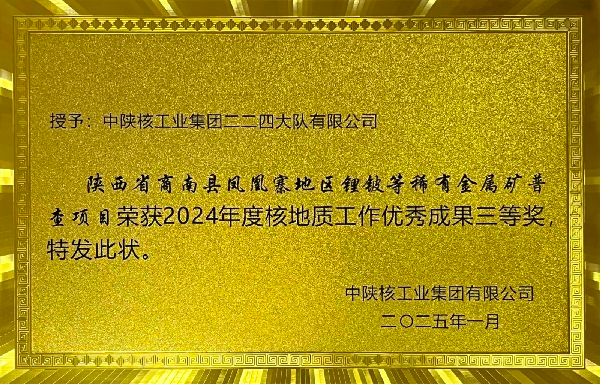 授予：中陕核工业集团二二四大队有限公司
陕西省商南县凤凰寨地区锂铍等稀有金属矿普
查项目荣获2024年度核地质工作优秀成果三等奖，
特发此状。
中陕核工业集团有限公司
二〇二五年一月